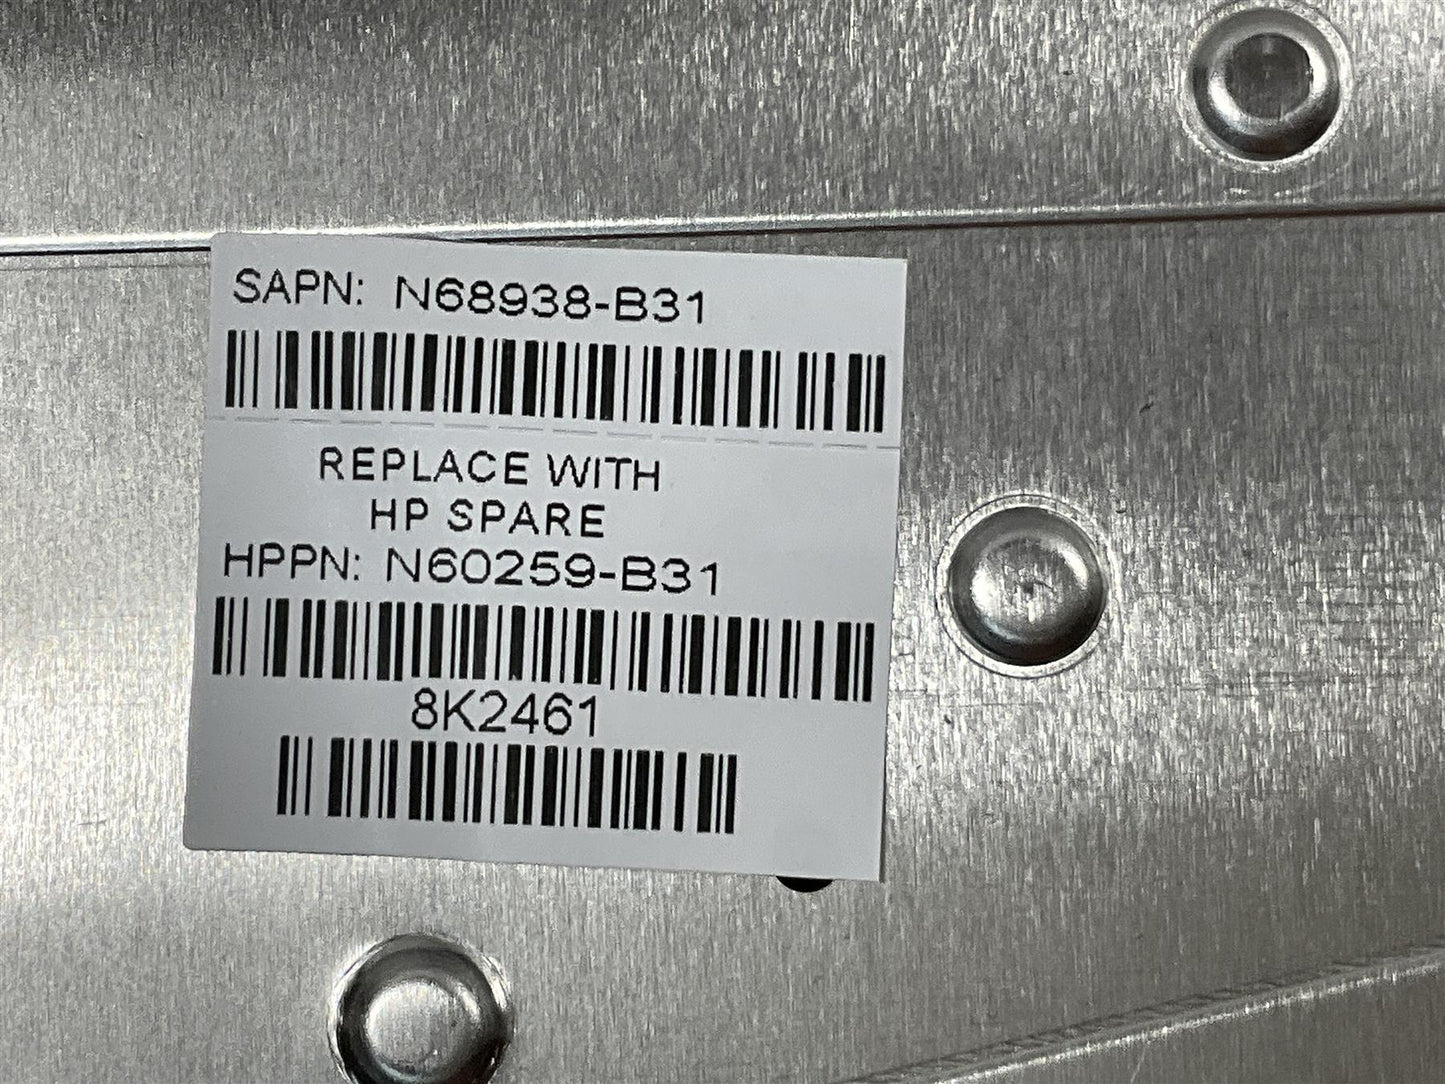 SAPN: N68938-B31
REPLACE WITH
HP SPARE
HPPN: N60259-B31
8K2461